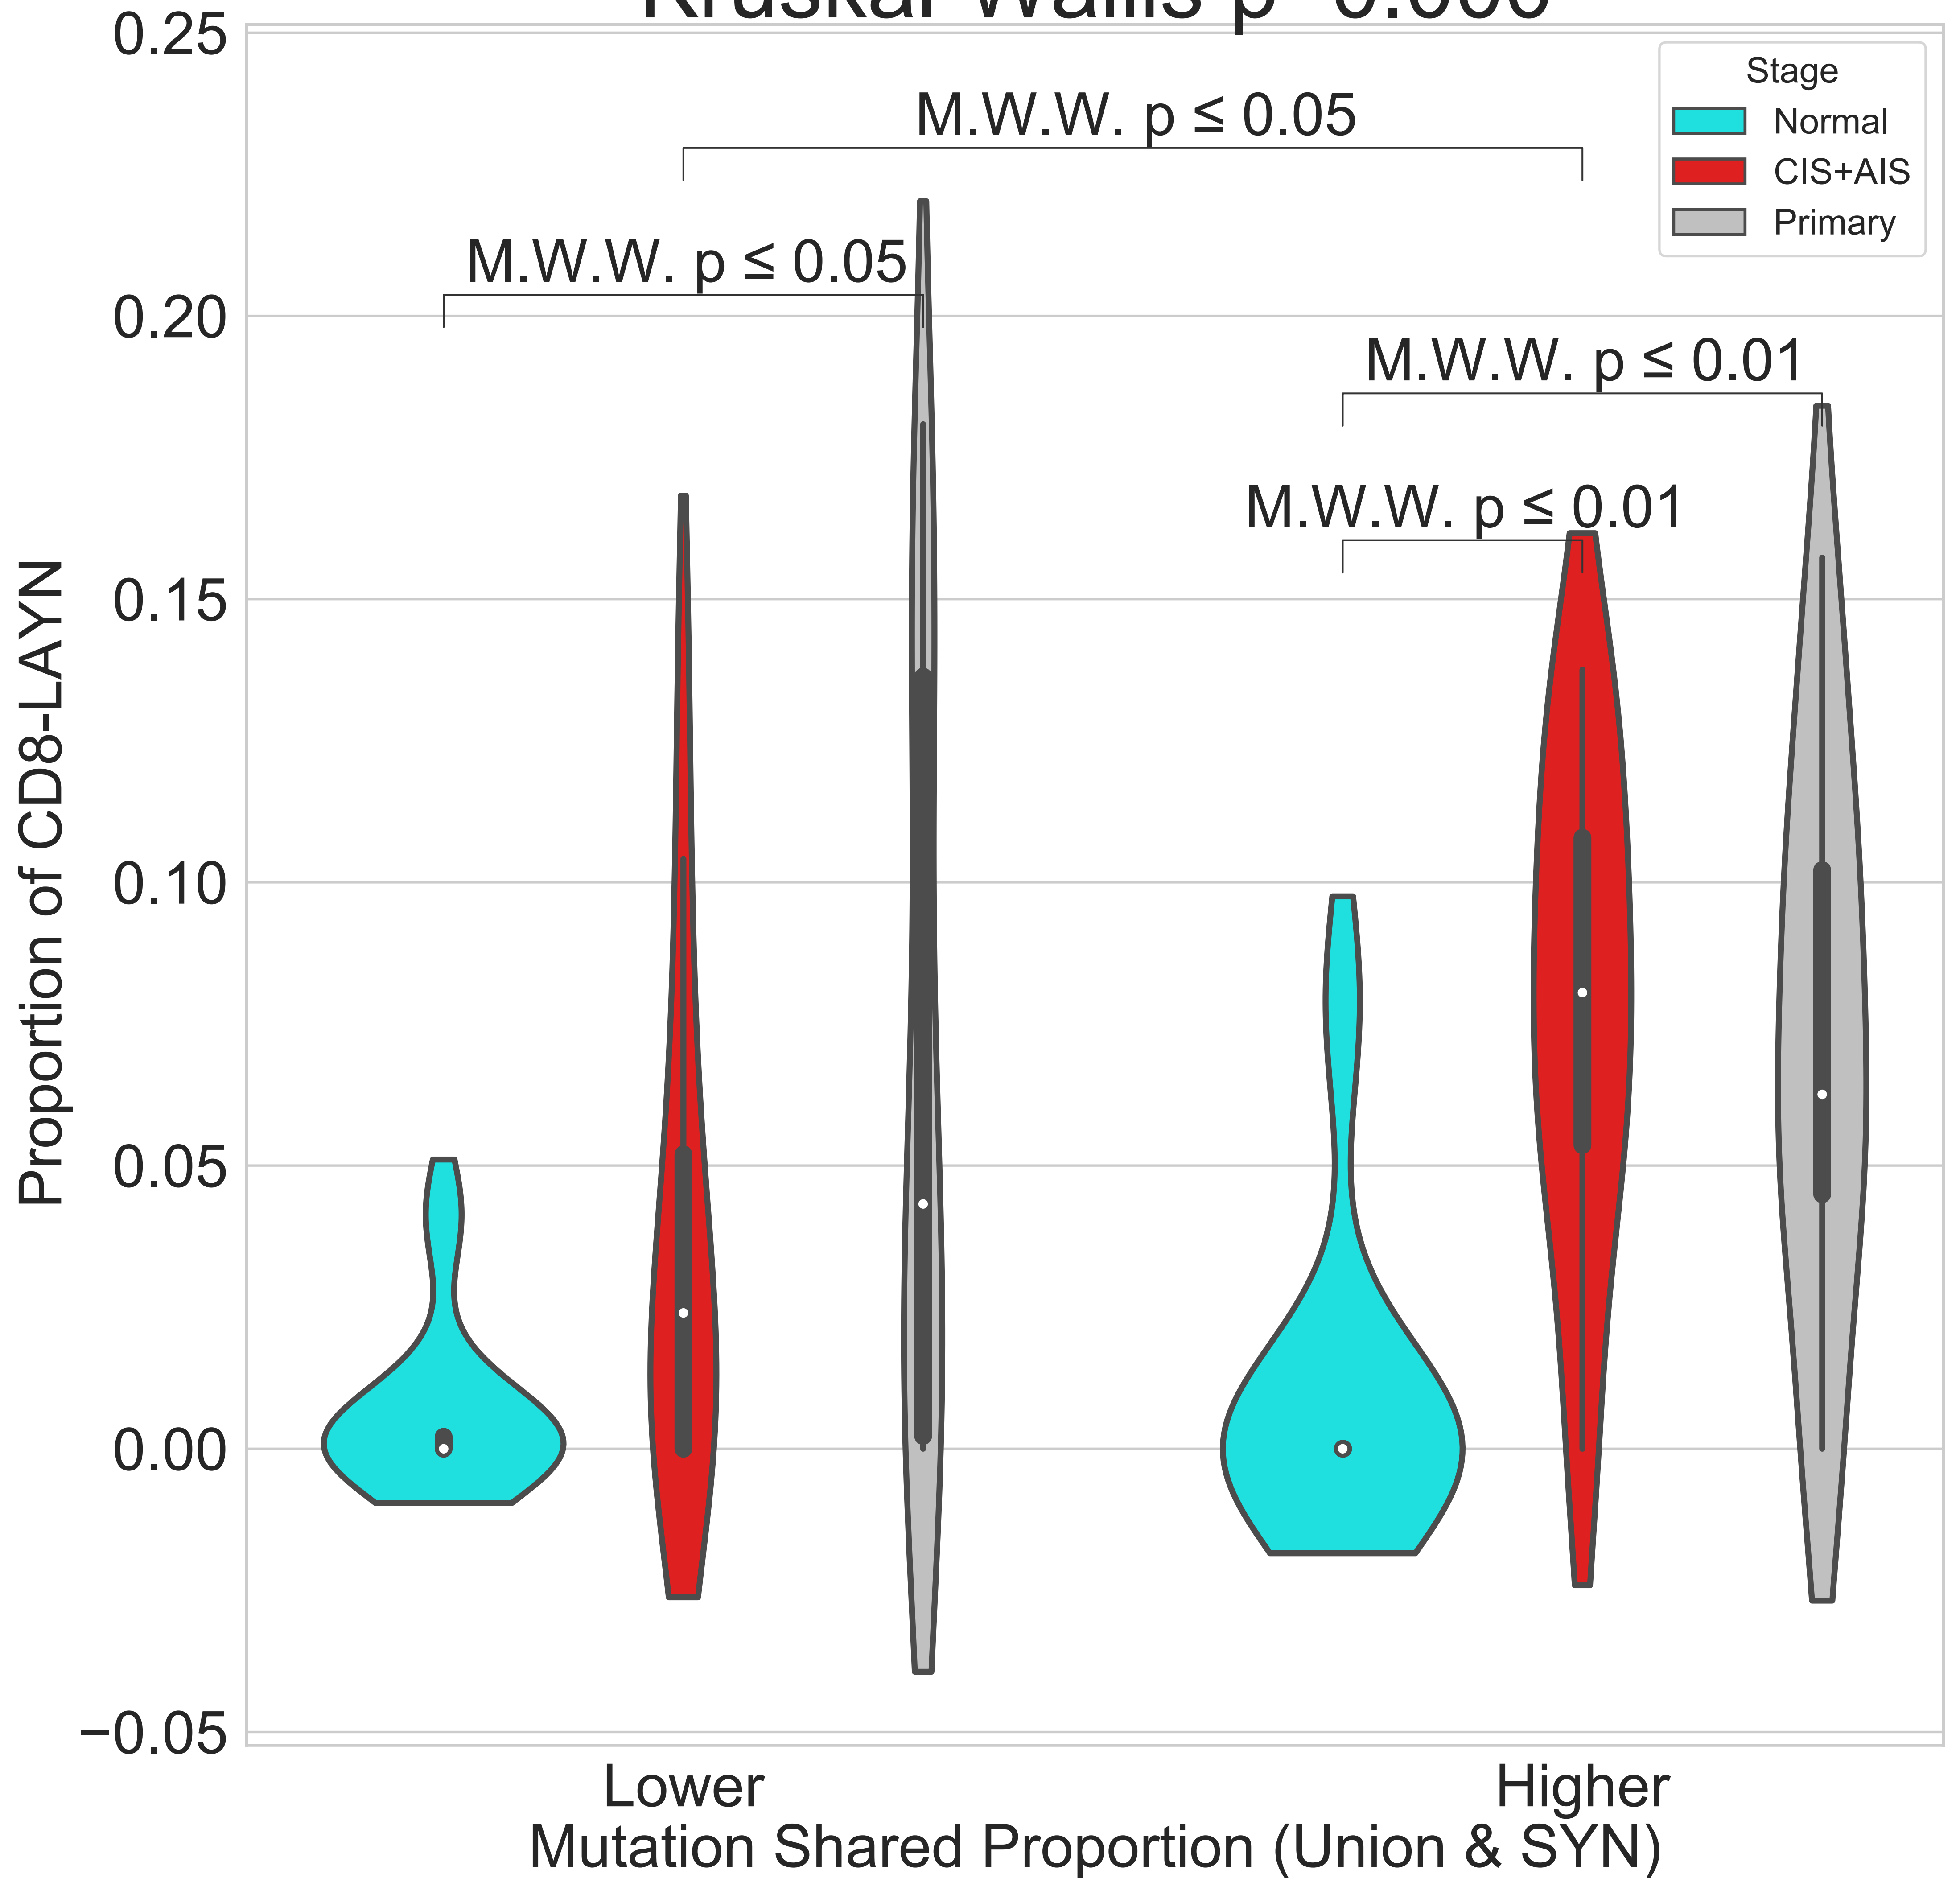 0.25
0.20
0.15
0.10
0.05
0.00
−0.05
Proportion of CD8-LAYN
M.W.W. p ≤ 0.05
M.W.W. p ≤ 0.05
M.W.W. p ≤ 0.01
M.W.W. p ≤ 0.01
Stage
Normal
CIS+AIS
Primary
Lower
Higher
Mutation Shared Proportion (Union & SYN)